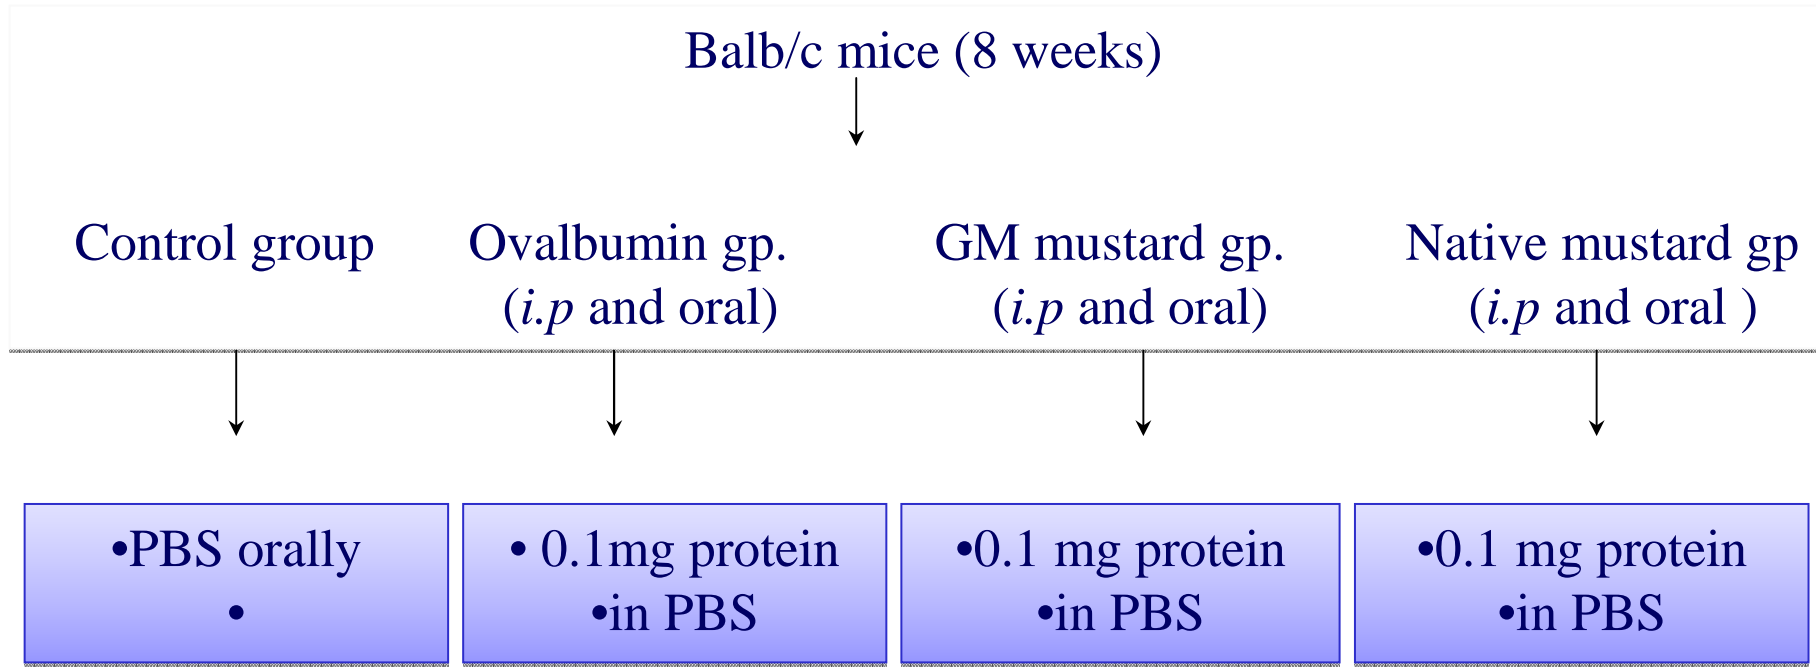 Balb/c mice (8 weeks)
Control group
Ovalbumin gp.
(i.p and oral)
GM mustard gp.
(i.p and oral)
Native mustard gp
(i.p and oral )
•PBS orally
•
• 0.1mg protein
•in PBS
•0.1 mg protein
•in PBS
•0.1 mg protein
•in PBS